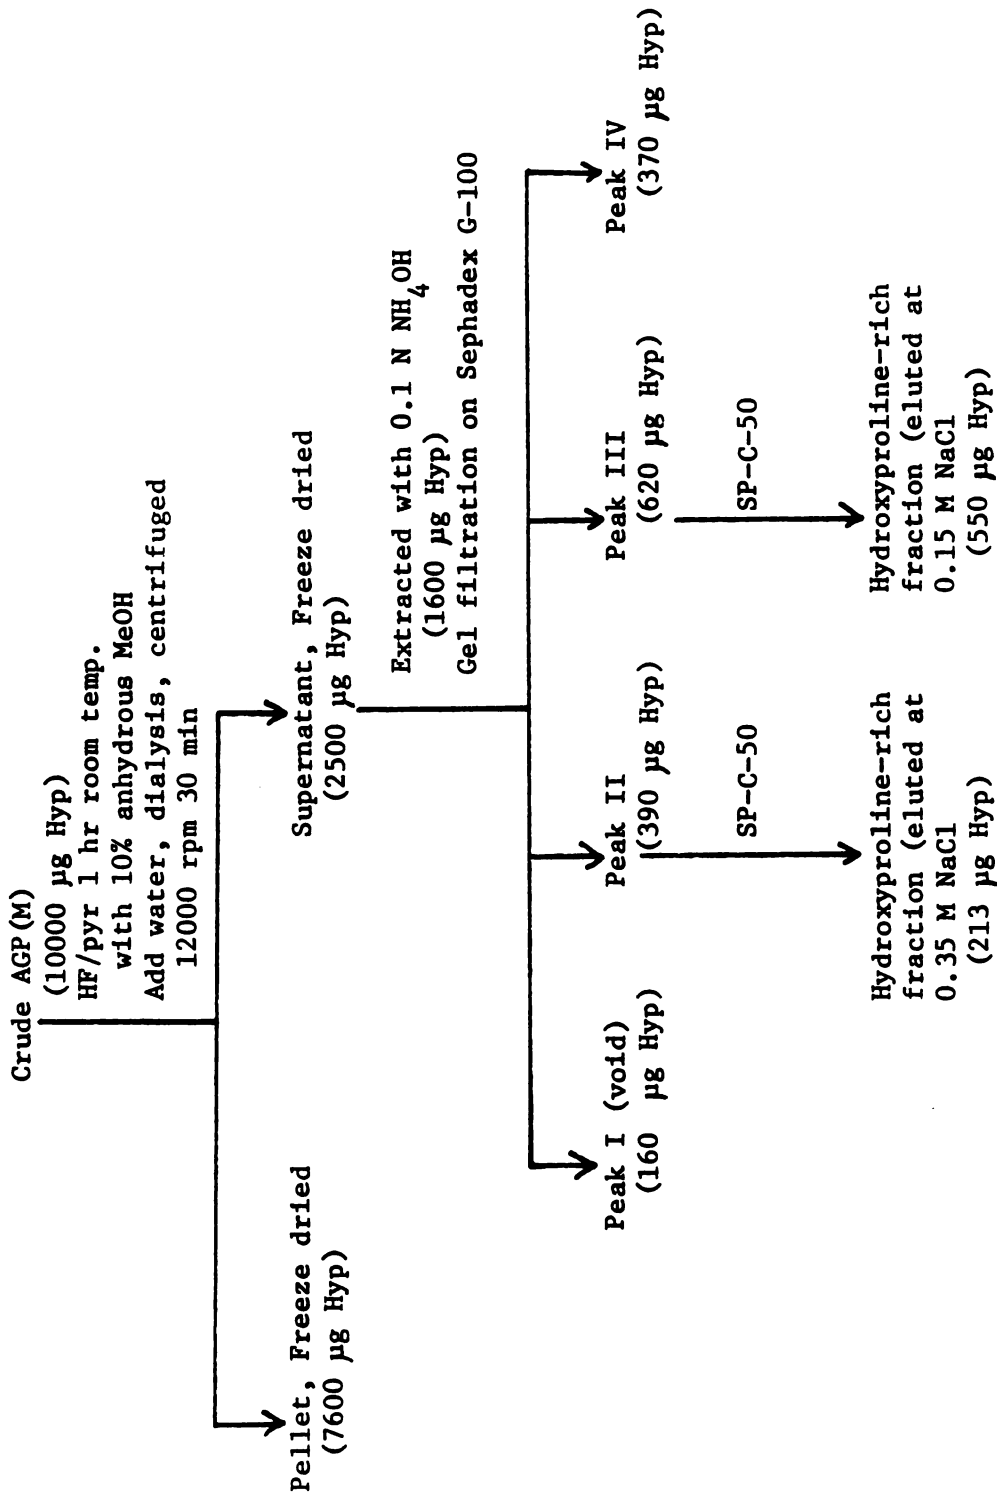 Crude AGP(M)
(10000 µg Hyp)
HF/pyr 1 hr room temp.
with 10% anhydrous MeOH
Add water, dialysis, centrifuged
12000 rpm 30 min
Pellet, Freeze dried
(7600 µg Hyp)
Supernatant, Freeze dried
(2500 µg Hyp)
Extracted with 0.1 N NH4OH
(1600 µg Hyp)
Gel filtration on Sephadex G-100
Peak I (void)
(160 µg Hyp)
Peak II
(390 µg Hyp)
Peak III
(620 µg Hyp)
Peak IV
(370 µg Hyp)
SP-C-50
SP-C-50
Hydroxyproline-rich
fraction (eluted at
0.35 M NaCl
(213 µg Hyp)
Hydroxyproline-rich
fraction (eluted at
0.15 M NaCl
(550 µg Hyp)